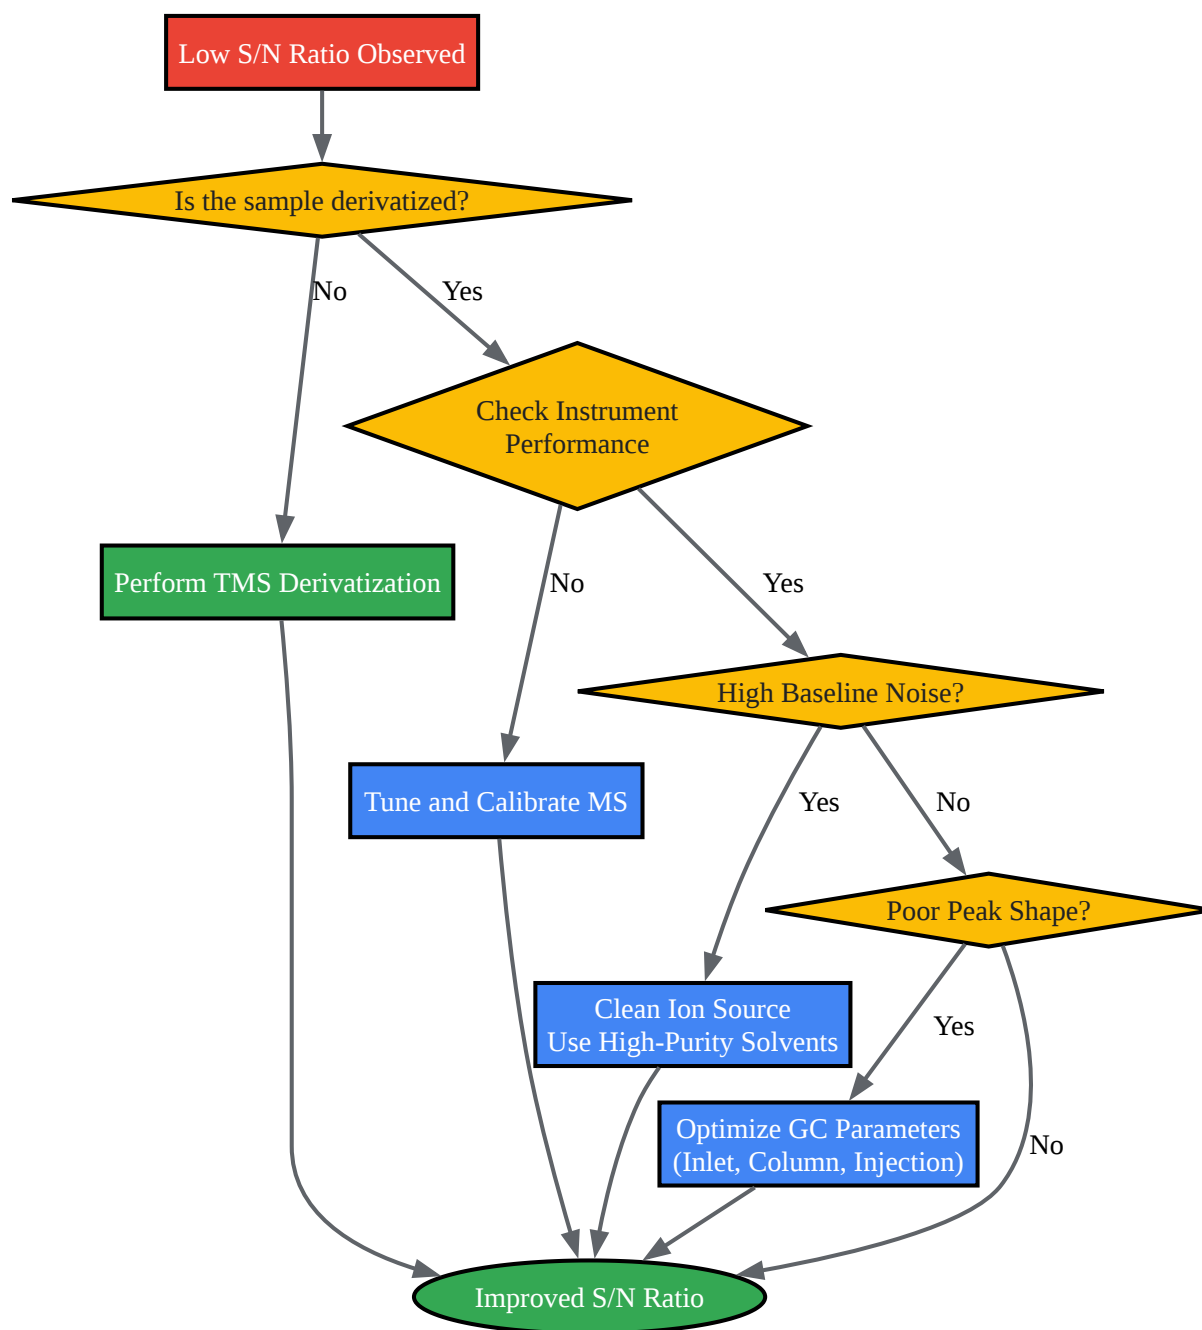 Low S/N Ratio Observed
Is the sample derivatized?
No
Yes
Check Instrument
Performance
Perform TMS Derivatization
No
Yes
High Baseline Noise?
Tune and Calibrate MS
Yes
No
Poor Peak Shape?
Clean Ion Source
Use High-Purity Solvents
Yes
Optimize GC Parameters
(Inlet, Column, Injection)
No
Improved S/N Ratio